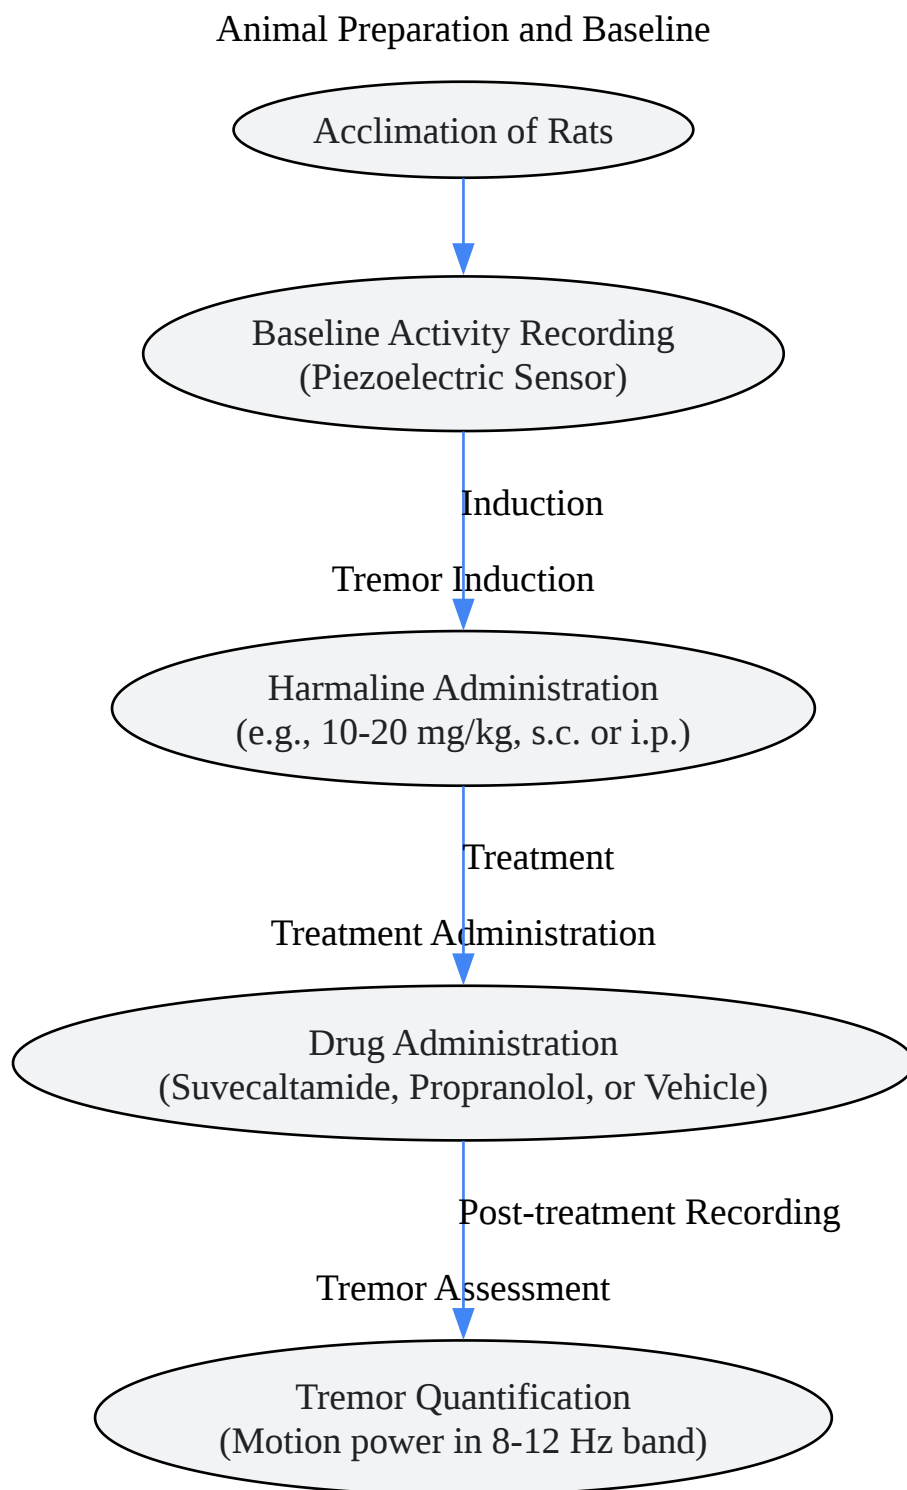 Animal Preparation and Baseline
Acclimation of Rats
Baseline Activity Recording
(Piezoelectric Sensor)
Induction
Tremor Induction
Harmaline Administration
(e.g., 10-20 mg/kg, s.c. or i.p.)
Treatment
Treatment Administration
Drug Administration
(Suvecaltamide, Propranolol, or Vehicle)
Post-treatment Recording
Tremor Assessment
Tremor Quantification
(Motion power in 8-12 Hz band)